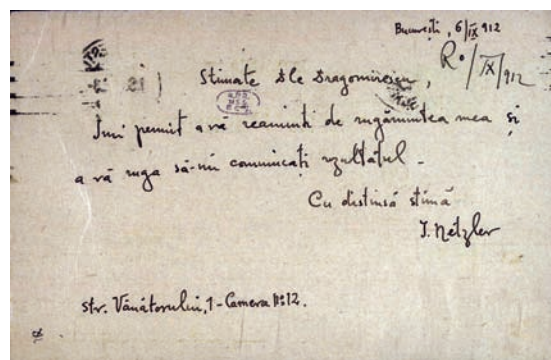 București, 6/IX 912
R° / IX / 912
Stimate Dle Dragomirescu,
Îmi permit a vă reaminti de rugămintea mea și
a vă ruga să-mi comunicați rezultatul -
Cu distinsă stimă
I. Netzler
str. Vânătorului, 1 - Camera No 12.